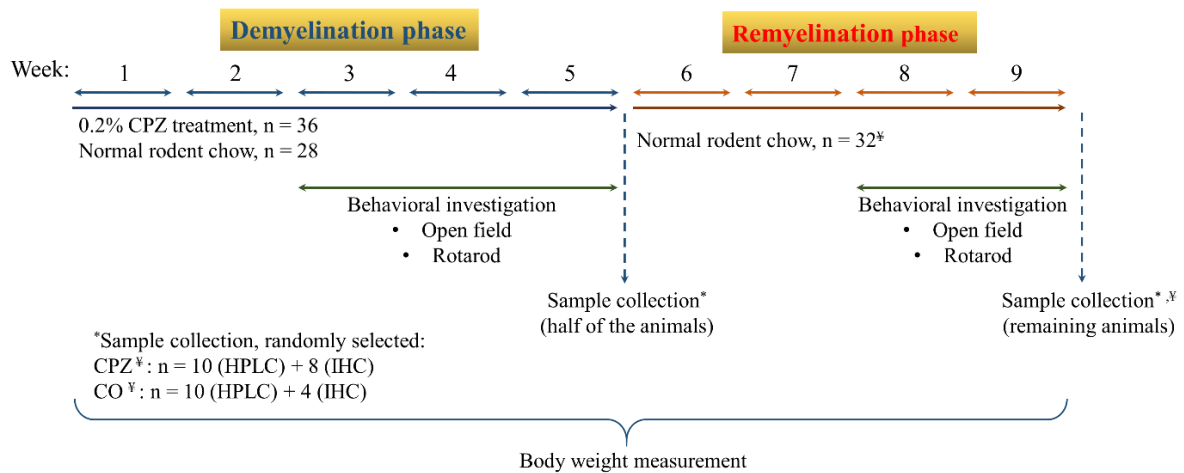 Demyelination phase
Remyelination phase
Week: 1 2 3 4 5 6 7 8 9
0.2% CPZ treatment, n = 36
Normal rodent chow, n = 28
Normal rodent chow, n = 32¥
Behavioral investigation
• Open field
• Rotarod
Behavioral investigation
• Open field
• Rotarod
Sample collection*
(half of the animals)
Sample collection*,¥
(remaining animals)
*Sample collection, randomly selected:
CPZ¥: n = 10 (HPLC) + 8 (IHC)
CO¥: n = 10 (HPLC) + 4 (IHC)
Body weight measurement